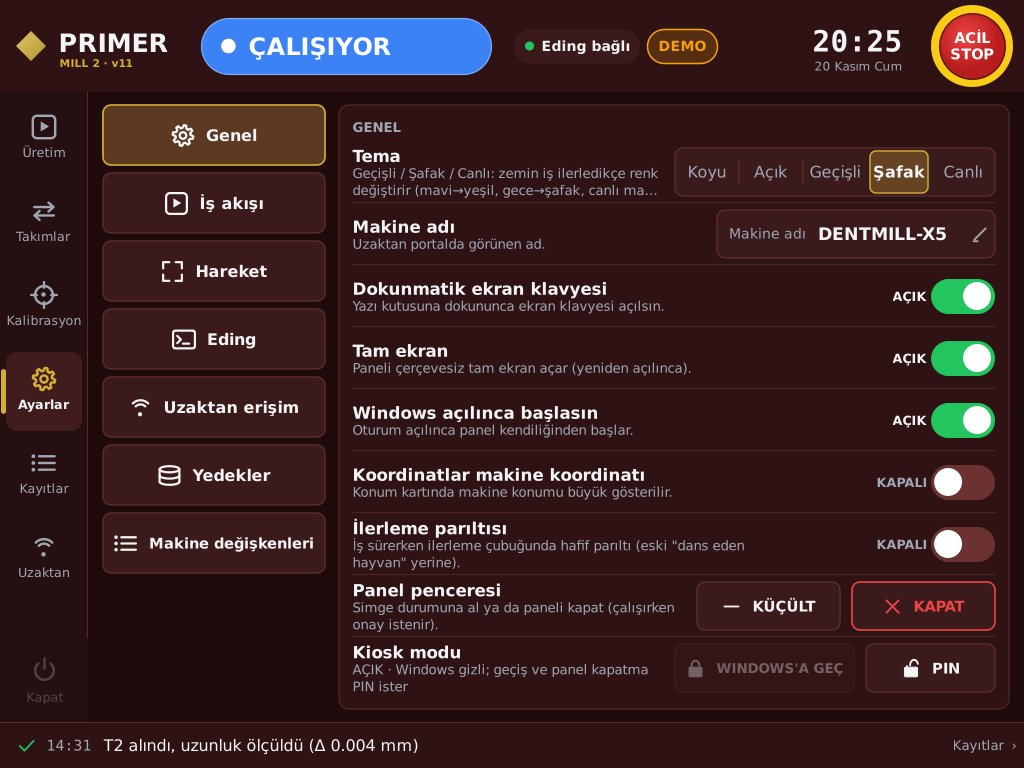 PRIMER
MILL 2 · v11
ÇALIŞIYOR
Eding bağlı
DEMO
20:25
20 Kasım Cum
ACİL
STOP
Üretim
Takımlar
Kalibrasyon
Ayarlar
Kayıtlar
Uzaktan
Kapat
Genel
İş akışı
Hareket
Eding
Uzaktan erişim
Yedekler
Makine değişkenleri
GENEL
Tema
Geçişli / Şafak / Canlı: zemin iş ilerledikçe renk
değiştirir (mavi→yeşil, gece→şafak, canlı ma…
Koyu
Açık
Geçişli
Şafak
Canlı
Makine adı
Uzaktan portalda görünen ad.
Makine adı DENTMILL-X5
Dokunmatik ekran klavyesi
Yazı kutusuna dokununca ekran klavyesi açılsın.
AÇIK
Tam ekran
Paneli çerçevesiz tam ekran açar (yeniden açılınca).
AÇIK
Windows açılınca başlasın
Oturum açılınca panel kendiliğinden başlar.
AÇIK
Koordinatlar makine koordinatı
Konum kartında makine konumu büyük gösterilir.
KAPALI
İlerleme parıltısı
İş sürerken ilerleme çubuğunda hafif parıltı (eski "dans eden
hayvan" yerine).
KAPALI
Panel penceresi
Simge durumuna al ya da paneli kapat (çalışırken
onay istenir).
KÜÇÜLT
KAPAT
Kiosk modu
AÇIK · Windows gizli; geçiş ve panel kapatma
PIN ister
WINDOWS'A GEÇ
PIN
14:31 T2 alındı, uzunluk ölçüldü (Δ 0.004 mm)
Kayıtlar ›